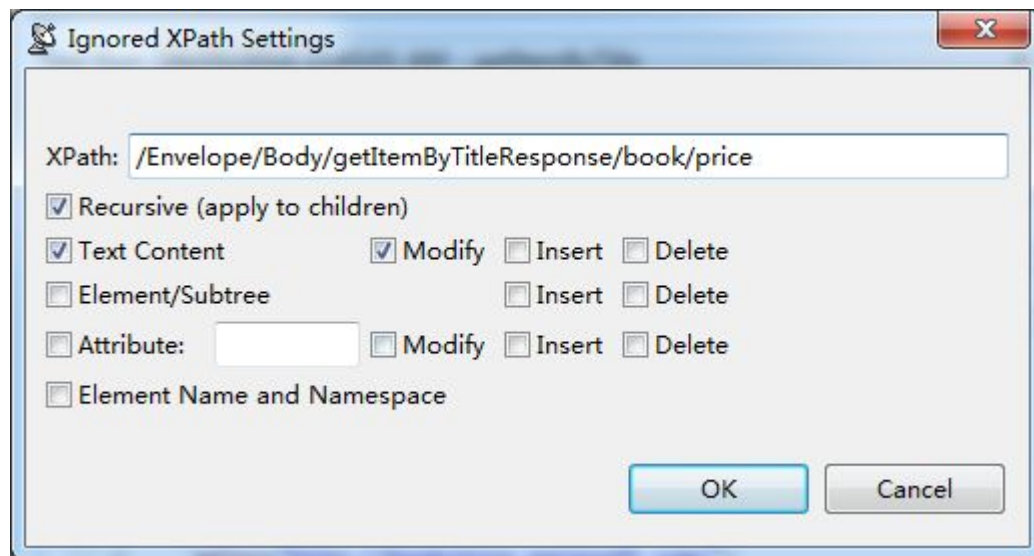 Ignored XPath Settings
XPath: /Envelope/Body/getItemByTitleResponse/book/price
Recursive (apply to children)
Text Content Modify Insert Delete
Element/Subtree Insert Delete
Attribute: Modify Insert Delete
Element Name and Namespace
OK Cancel